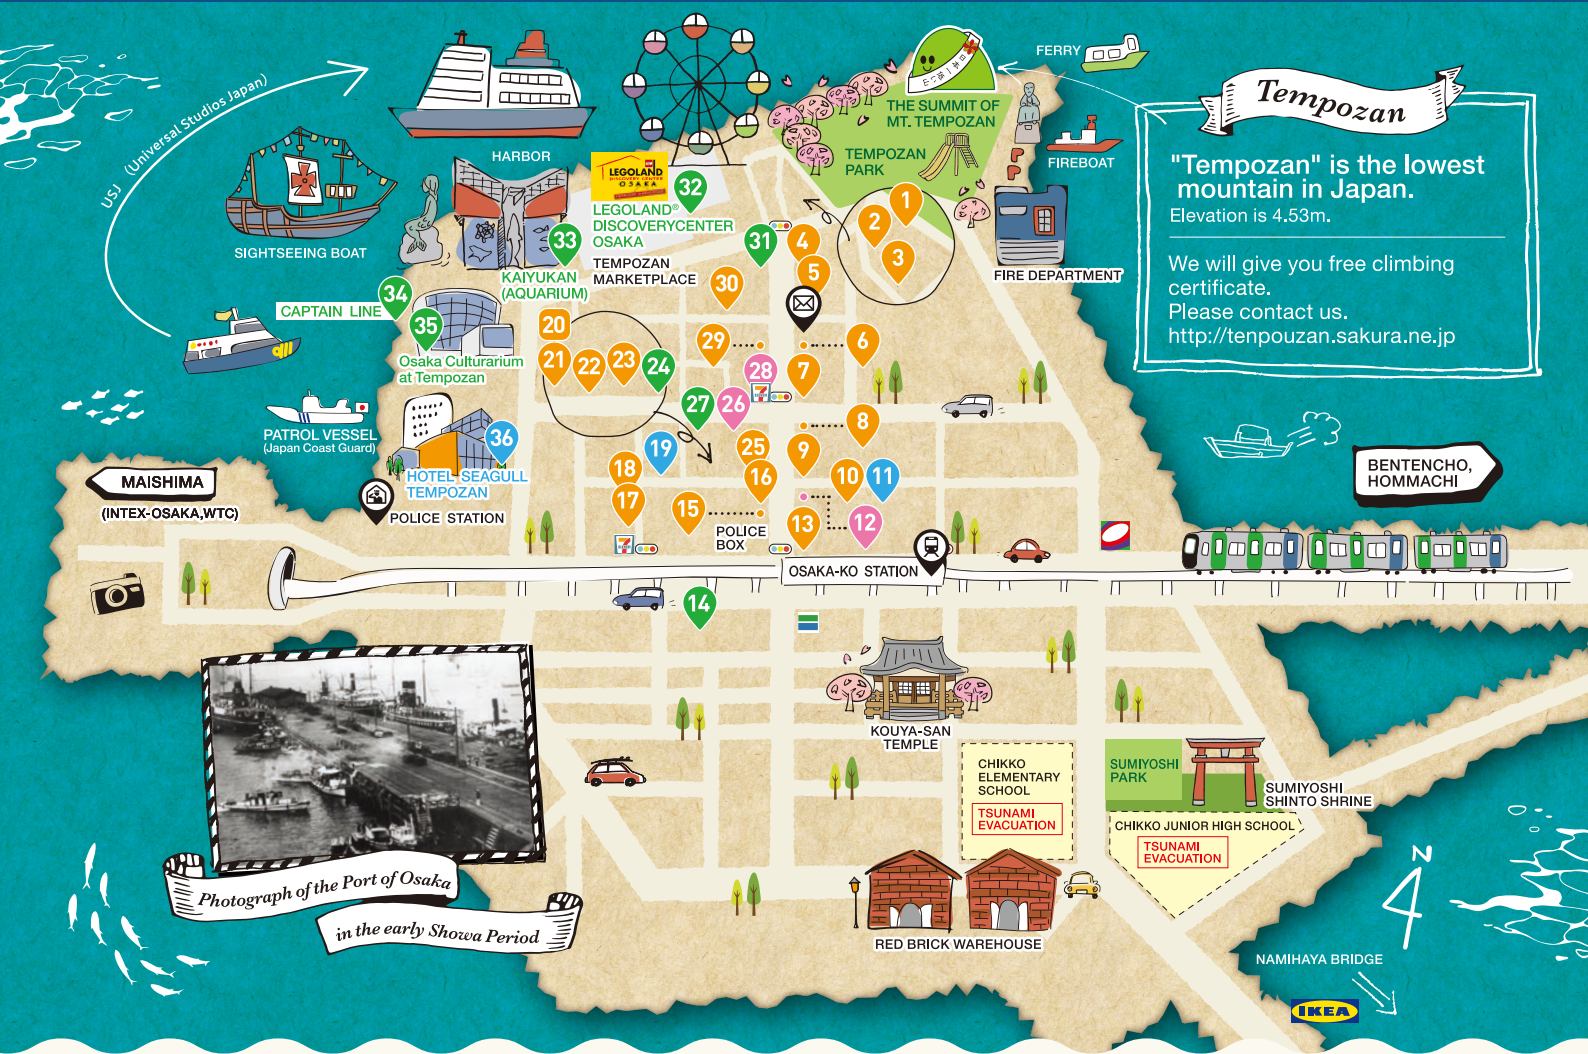 FERRY
Tempozan
"Tempozan" is the lowest
mountain in Japan.
Elevation is 4.53m.
We will give you free climbing
certificate.
Please contact us.
http://tenpouzan.sakura.ne.jp
USJ (Universal Studios Japan)
HARBOR
SIGHTSEEING BOAT
THE SUMMIT OF
MT. TEMPOZAN
TEMPOZAN
PARK
FIREBOAT
FIRE DEPARTMENT
LEGOLAND
DISCOVERY CENTER
OSAKA
32
LEGOLAND®
DISCOVERYCENTER
OSAKA
33
KAIYUKAN
(AQUARIUM)
TEMPOZAN
MARKETPLACE
1
2
3
31
4
5
30
34
CAPTAIN LINE
35
Osaka Culturarium
at Tempozan
20
21
22
23
24
29
6
28
7
7
27
26
8
PATROL VESSEL
(Japan Coast Guard)
36
HOTEL SEAGULL
TEMPOZAN
19
25
9
18
16
10
11
17
15
13
12
POLICE
BOX
POLICE STATION
MAISHIMA
(INTEX-OSAKA,WTC)
BENTENCHO,
HOMMACHI
7
OSAKA-KO STATION
14
KOUYA-SAN
TEMPLE
CHIKKO
ELEMENTARY
SCHOOL
TSUNAMI
EVACUATION
SUMIYOSHI
PARK
SUMIYOSHI
SHINTO SHRINE
CHIKKO JUNIOR HIGH SCHOOL
TSUNAMI
EVACUATION
RED BRICK WAREHOUSE
Photograph of the Port of Osaka
in the early Showa Period
N
NAMIHAYA BRIDGE
IKEA